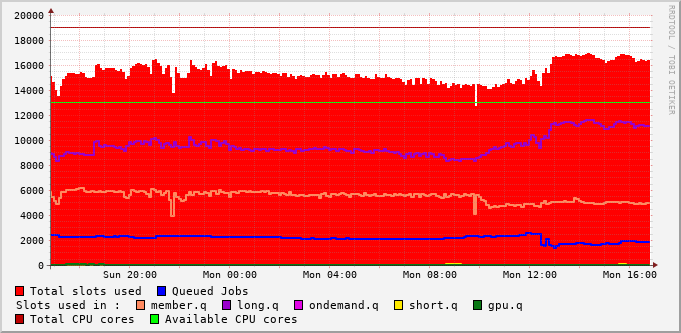 RRDTOOL / TOBI OETIKER
20000
18000
16000
14000
12000
10000
8000
6000
4000
2000
0
Sun 20:00 Mon 00:00 Mon 04:00 Mon 08:00 Mon 12:00 Mon 16:00
Total slots used Queued Jobs
Slots used in : member.q long.q ondemand.q short.q gpu.q
Total CPU cores Available CPU cores